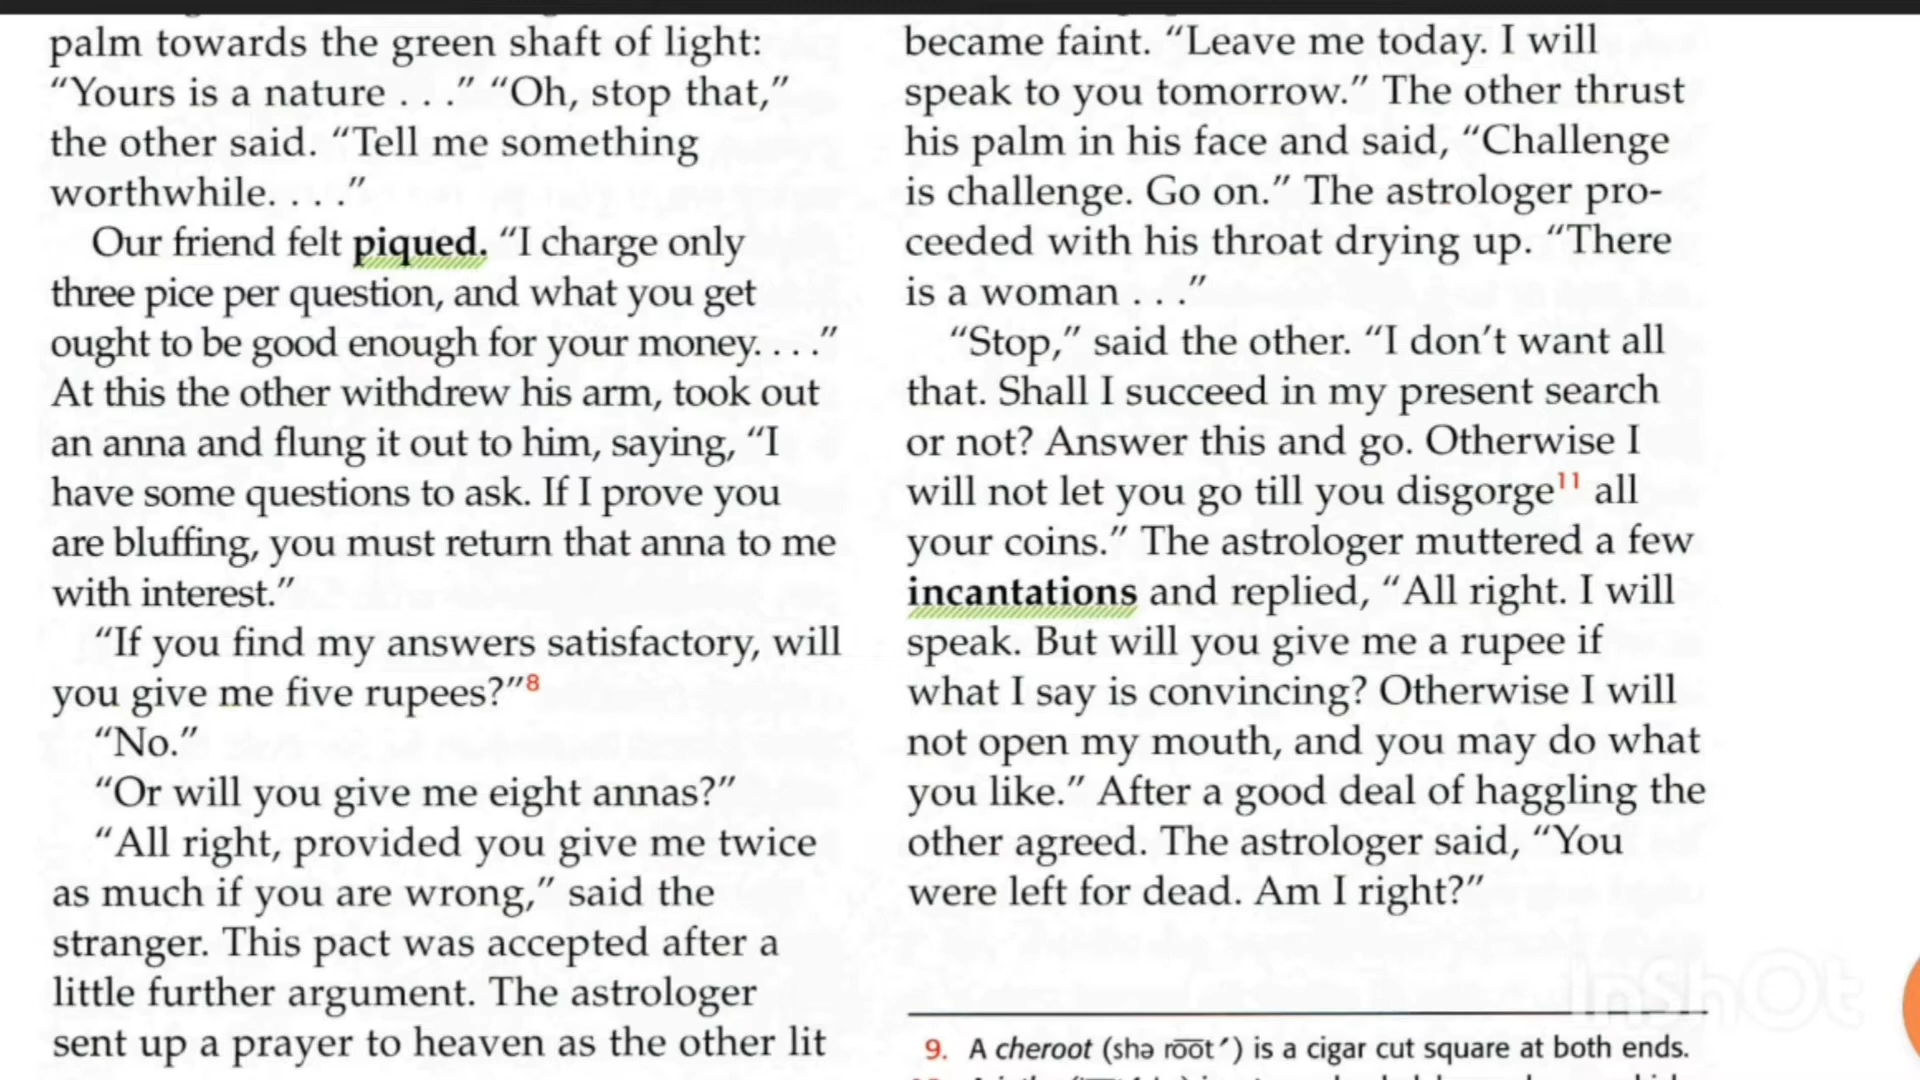 palm towards the green shaft of light:
“Yours is a nature . . .” “Oh, stop that,”
the other said. “Tell me something
worthwhile. . . .”
Our friend felt piqued. “I charge only
three pice per question, and what you get
ought to be good enough for your money. . . .”
At this the other withdrew his arm, took out
an anna and flung it out to him, saying, “I
have some questions to ask. If I prove you
are bluffing, you must return that anna to me
with interest.”
“If you find my answers satisfactory, will
you give me five rupees?”8
“No.”
“Or will you give me eight annas?”
“All right, provided you give me twice
as much if you are wrong,” said the
stranger. This pact was accepted after a
little further argument. The astrologer
sent up a prayer to heaven as the other lit
became faint. “Leave me today. I will
speak to you tomorrow.” The other thrust
his palm in his face and said, “Challenge
is challenge. Go on.” The astrologer pro-
ceeded with his throat drying up. “There
is a woman . . .”
“Stop,” said the other. “I don’t want all
that. Shall I succeed in my present search
or not? Answer this and go. Otherwise I
will not let you go till you disgorge11 all
your coins.” The astrologer muttered a few
incantations and replied, “All right. I will
speak. But will you give me a rupee if
what I say is convincing? Otherwise I will
not open my mouth, and you may do what
you like.” After a good deal of haggling the
other agreed. The astrologer said, “You
were left for dead. Am I right?”
9. A cheroot (shə ro͞ot′) is a cigar cut square at both ends.
InShOt